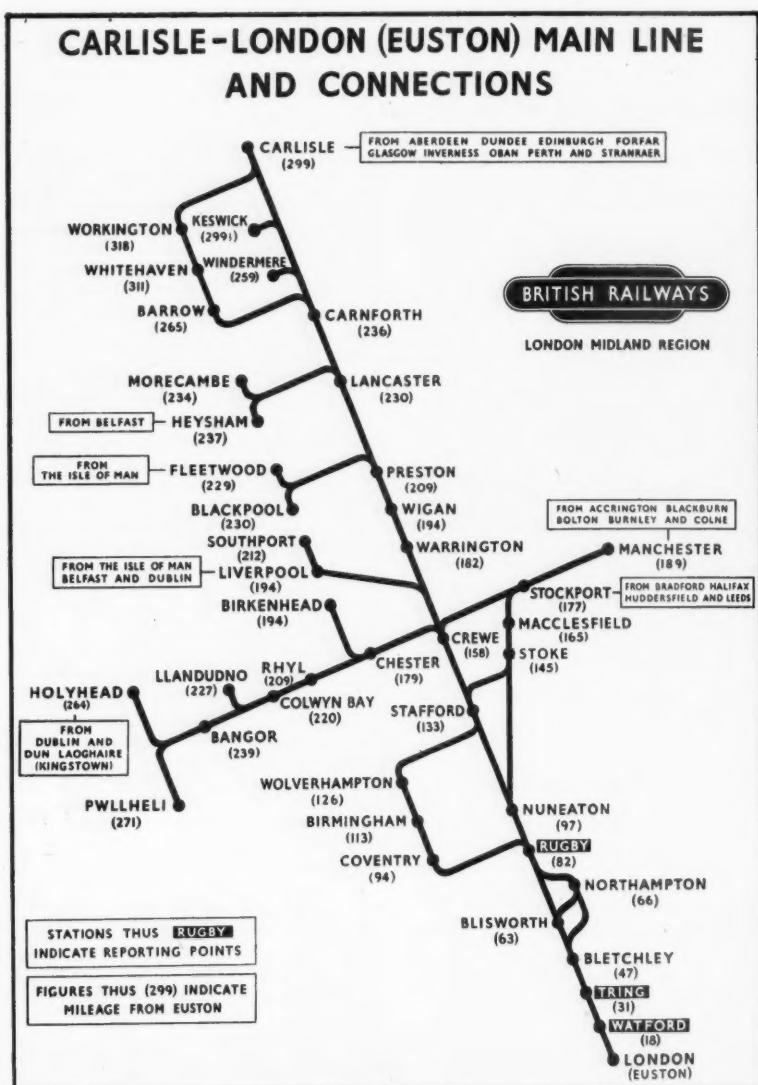 CARLISLE-LONDON (EUSTON) MAIN LINE
AND CONNECTIONS
CARLISLE
(299)
FROM ABERDEEN DUNDEE EDINBURGH FORFAR
GLASGOW INVERNESS OBAN PERTH AND STRANRAER
WORKINGTON
(318)
KESWICK
WHITEHAVEN
(311)
WINDERMERE
(259)
BARROW
(265)
CARNFORTH
(236)
BRITISH RAILWAYS
LONDON MIDLAND REGION
MORECAMBE
(234)
LANCASTER
(230)
FROM BELFAST
HEYSHAM
(237)
FROM
THE ISLE OF MAN
FLEETWOOD
(229)
PRESTON
(209)
BLACKPOOL
(230)
WIGAN
(194)
FROM ACCRINGTON BLACKBURN
BOLTON BURNLEY AND COLNE
SOUTHPORT
(212)
WARRINGTON
(182)
MANCHESTER
(189)
FROM THE ISLE OF MAN
BELFAST AND DUBLIN
LIVERPOOL
(194)
STOCKPORT
(177)
FROM BRADFORD HALIFAX
HUDDERSFIELD AND LEEDS
BIRKENHEAD
(194)
MACCLESFIELD
(165)
CREWE
(158)
STOKE
(145)
CHESTER
(179)
RHYL
(209)
LLANDUDNO
(227)
COLWYN BAY
(220)
HOLYHEAD
(264)
FROM
DUBLIN AND
DUN LAOGHAIRE
(KINGSTOWN)
BANGOR
(239)
STAFFORD
(133)
PWLLHELI
(271)
WOLVERHAMPTON
(126)
BIRMINGHAM
(113)
COVENTRY
(94)
NUNEATON
(97)
RUGBY
(82)
NORTHAMPTON
(66)
BLISWORTH
(63)
BLETCHLEY
(47)
TRING
(31)
WATFORD
(18)
LONDON
(EUSTON)
STATIONS THUS RUGBY
INDICATE REPORTING POINTS
FIGURES THUS (299) INDICATE
MILEAGE FROM EUSTON